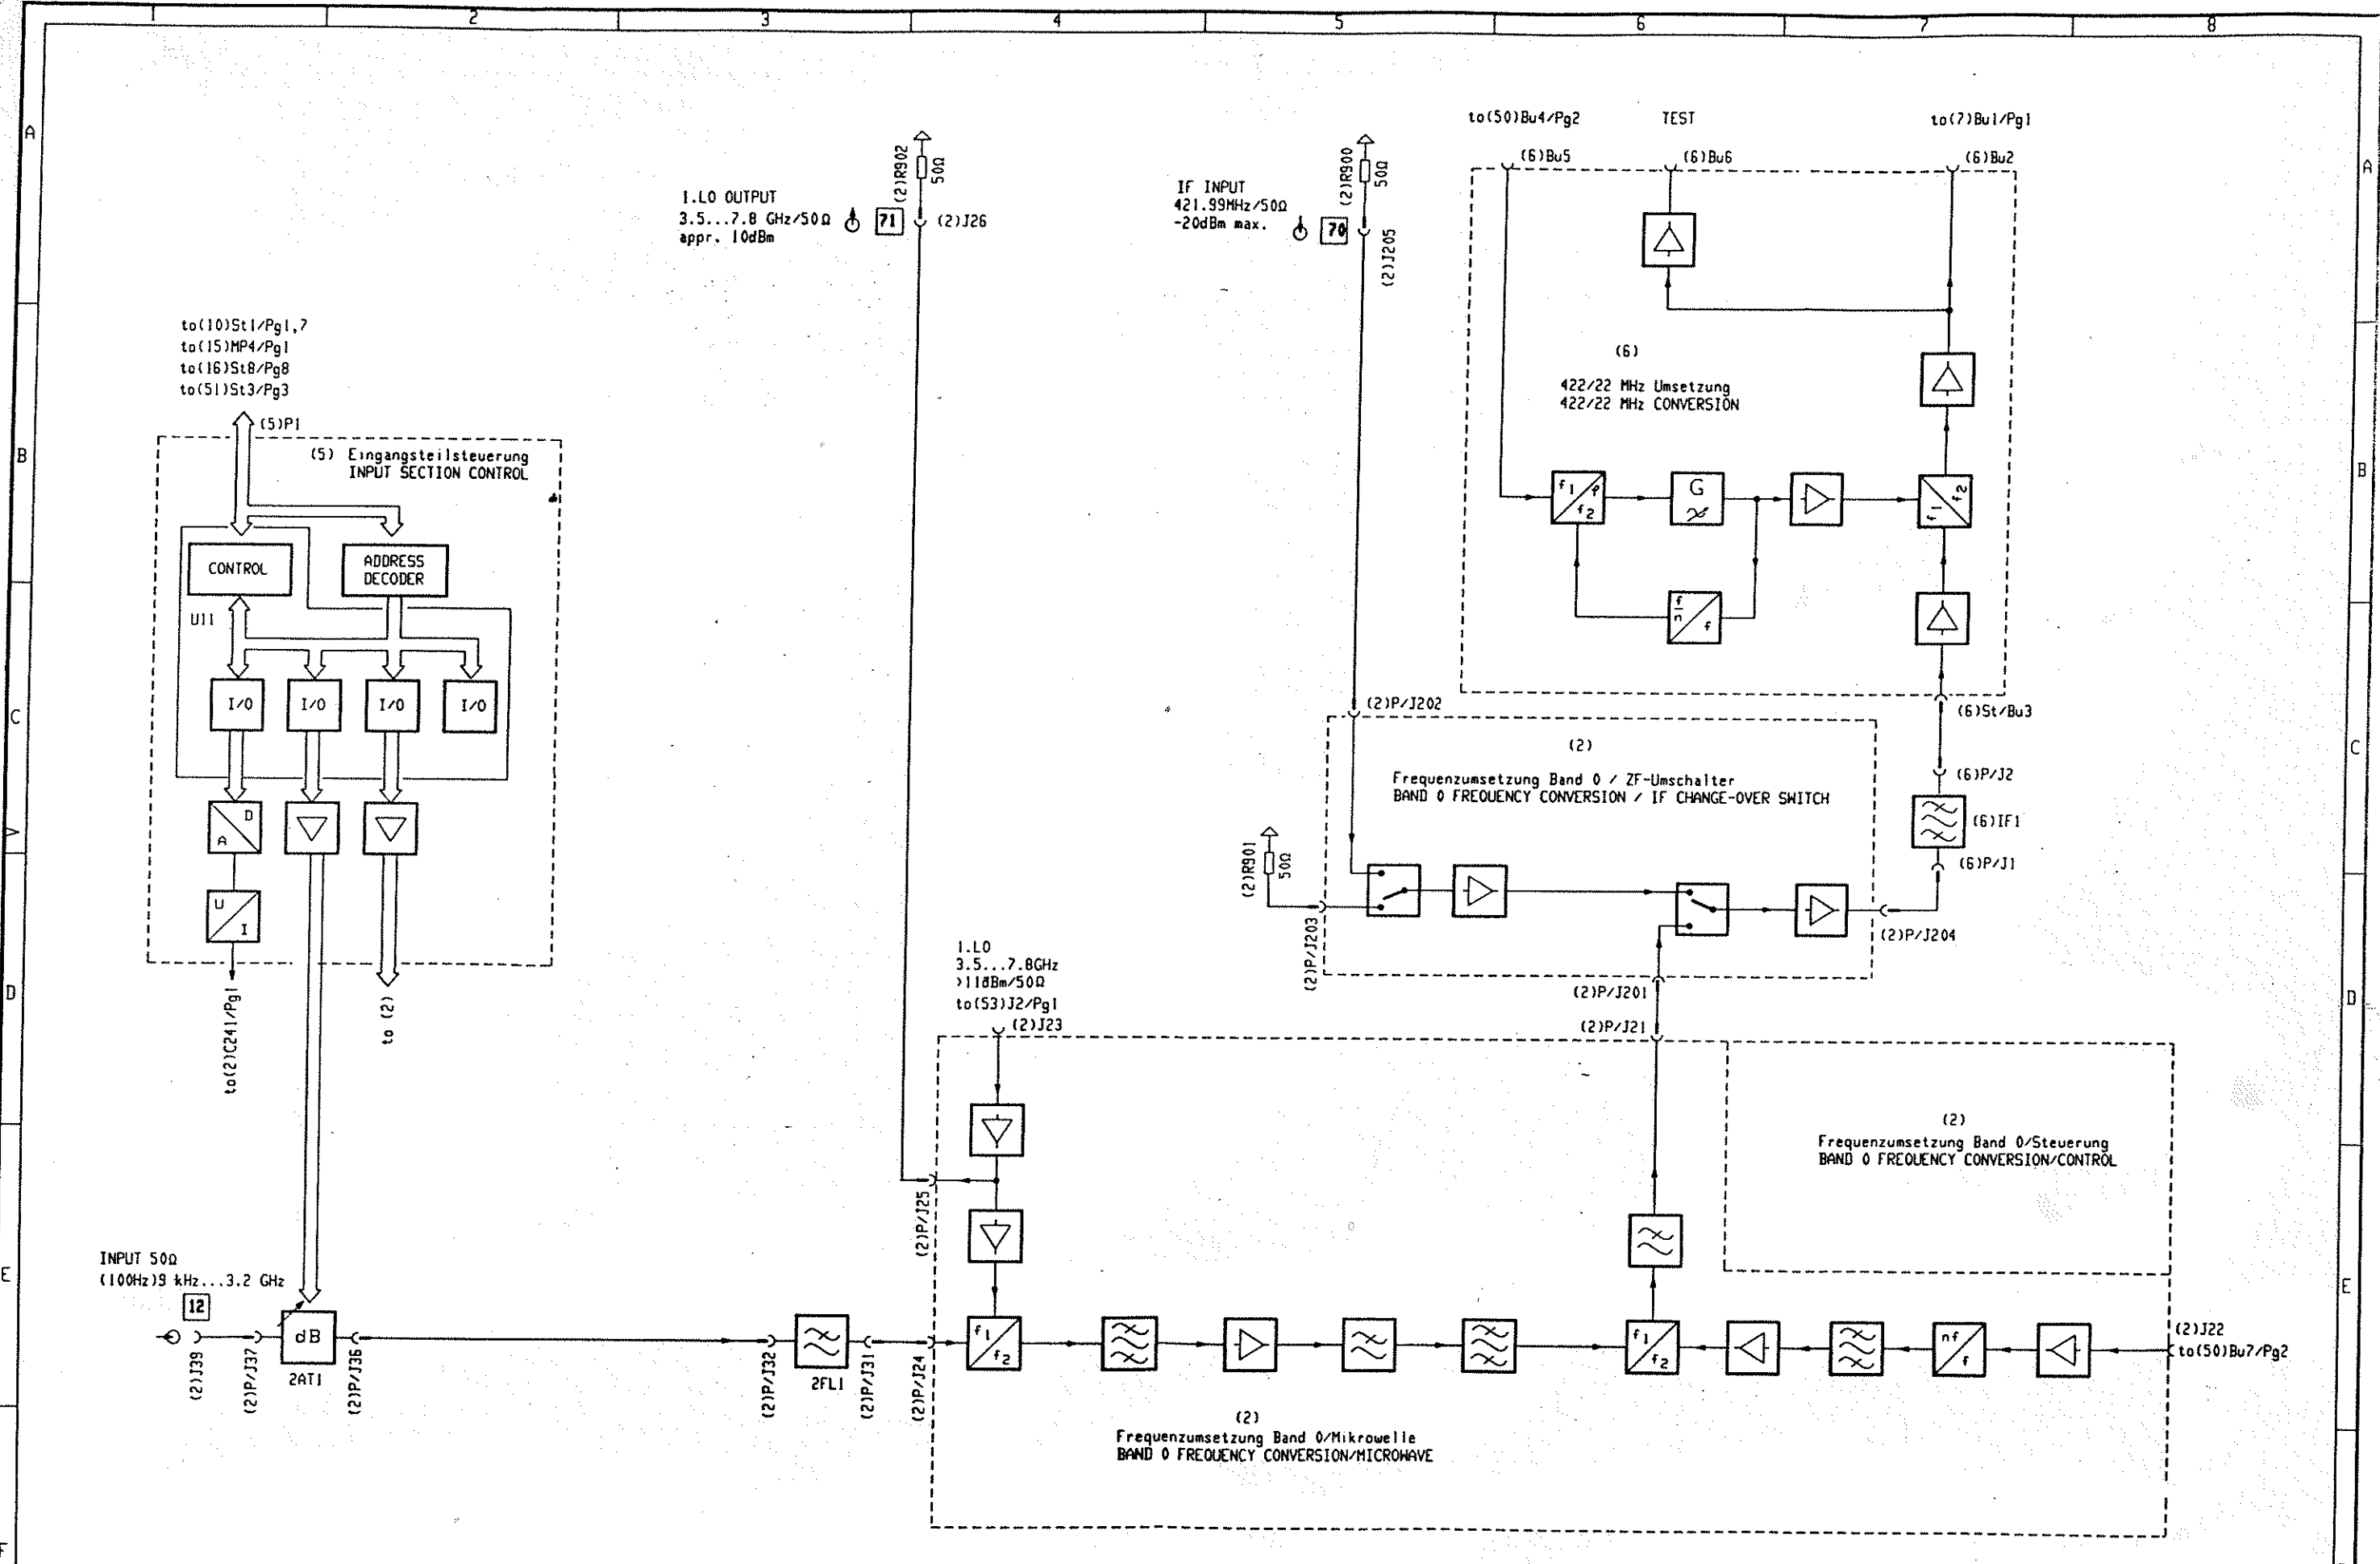 1 2 3 4 5 6 7 8
A
B
C
D
E
F
A
B
C
D
E
to(10)St1/Pg1,7
to(15)MP4/Pg1
to(16)St8/Pg8
to(51)St3/Pg3
(5)P1
(5) Eingangsteilsteuerung
INPUT SECTION CONTROL
CONTROL
ADDRESS
DECODER
U11
I/O I/O I/O I/O
D
A
U
I
to(2)C241/Pg1
to (2)
1.LO OUTPUT
3.5...7.8 GHz/50Ω
appr. 10dBm
71
(2)R902
50Ω
(2)J26
IF INPUT
421.99MHz/50Ω
-20dBm max.
70
(2)R900
50Ω
(2)J205
to(50)Bu4/Pg2
TEST
to(7)Bu1/Pg1
(6)Bu5
(6)Bu6
(6)Bu2
(6)
422/22 MHz Umsetzung
422/22 MHz CONVERSION
f1
φ
f2
G
f2
f1
f
n
f
(6)St/Bu3
(6)P/J2
(6)IF1
(6)P/J1
(2)P/J202
(2)
Frequenzumsetzung Band 0 / ZF-Umschalter
BAND 0 FREQUENCY CONVERSION / IF CHANGE-OVER SWITCH
(2)R901
50Ω
(2)P/J203
(2)P/J204
(2)P/J201
(2)P/J21
1.LO
3.5...7.8GHz
>11dBm/50Ω
to(53)J2/Pg1
(2)J23
(2)P/J25
(2)
Frequenzumsetzung Band 0/Steuerung
BAND 0 FREQUENCY CONVERSION/CONTROL
INPUT 50Ω
(100Hz)9 kHz...3.2 GHz
12
(2)J39
(2)P/J37
dB
2AT1
(2)P/J36
(2)P/J32
2FL1
(2)P/J31
(2)P/J24
f1
f2
f1
f2
nf
f
(2)J22
to(50)Bu7/Pg2
(2)
Frequenzumsetzung Band 0/Mikrowelle
BAND 0 FREQUENCY CONVERSION/MICROWAVE